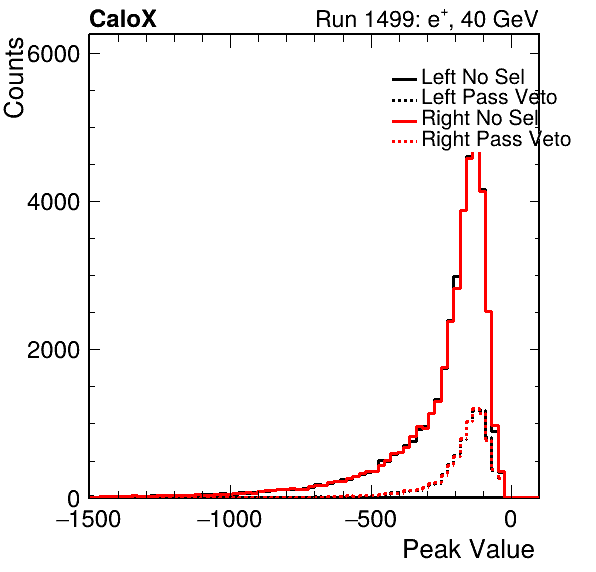 CaloX Run 1499: e+, 40 GeV
Counts
6000
4000
2000
0
Left No Sel
Left Pass Veto
Right No Sel
Right Pass Veto
−1500 −1000 −500 0
Peak Value